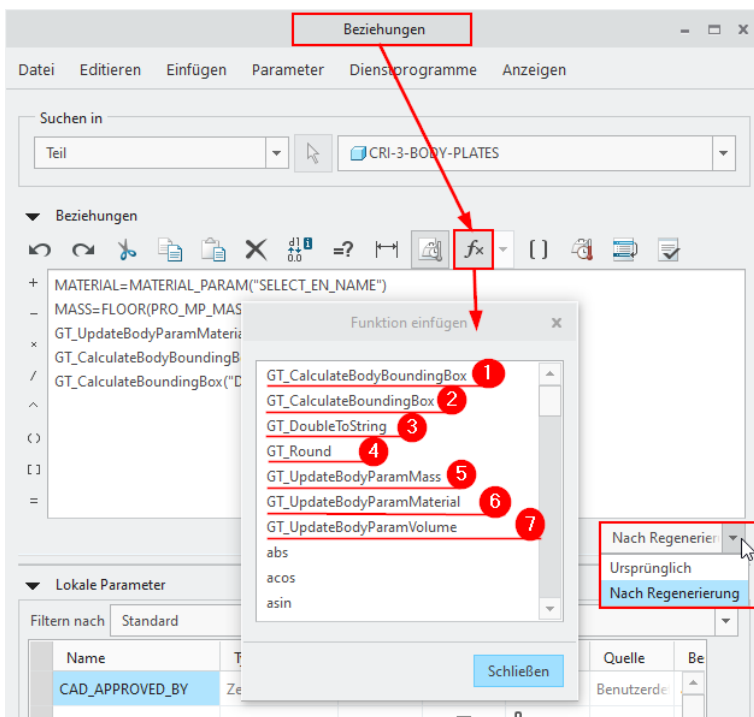 Beziehungen
Datei Editieren Einfügen Parameter Dienstprogramme Anzeigen
Suchen in
Teil CRI-3-BODY-PLATES
Beziehungen
MATERIAL=MATERIAL_PARAM("SELECT_EN_NAME")
MASS=FLOOR(PRO_MP_MAS
GT_UpdateBodyParamMateria
GT_CalculateBodyBoundingB
GT_CalculateBoundingBox("D
Funktion einfügen
GT_CalculateBodyBoundingBox 1
GT_CalculateBoundingBox 2
GT_DoubleToString 3
GT_Round 4
GT_UpdateBodyParamMass 5
GT_UpdateBodyParamMaterial 6
GT_UpdateBodyParamVolume 7
abs
acos
asin
Schließen
Nach Regenerier
Ursprünglich
Nach Regenerierung
Lokale Parameter
Filtern nach Standard
Name T Quelle Be
CAD_APPROVED_BY Ze Benutzerde